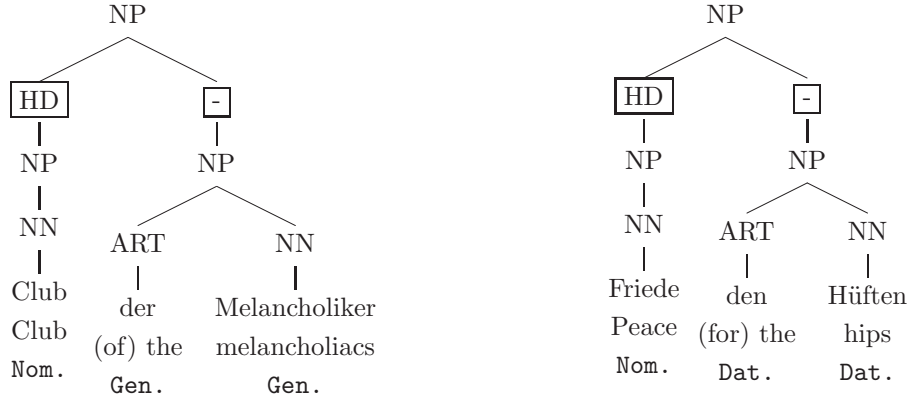 NP
HD -
NP NP
NN
ART NN
Club
Club
Nom.
der
(of) the
Gen.
Melancholiker
melancholiacs
Gen.
NP
HD -
NP NP
NN
ART NN
Friede
Peace
Nom.
den
(for) the
Dat.
Hüften
hips
Dat.